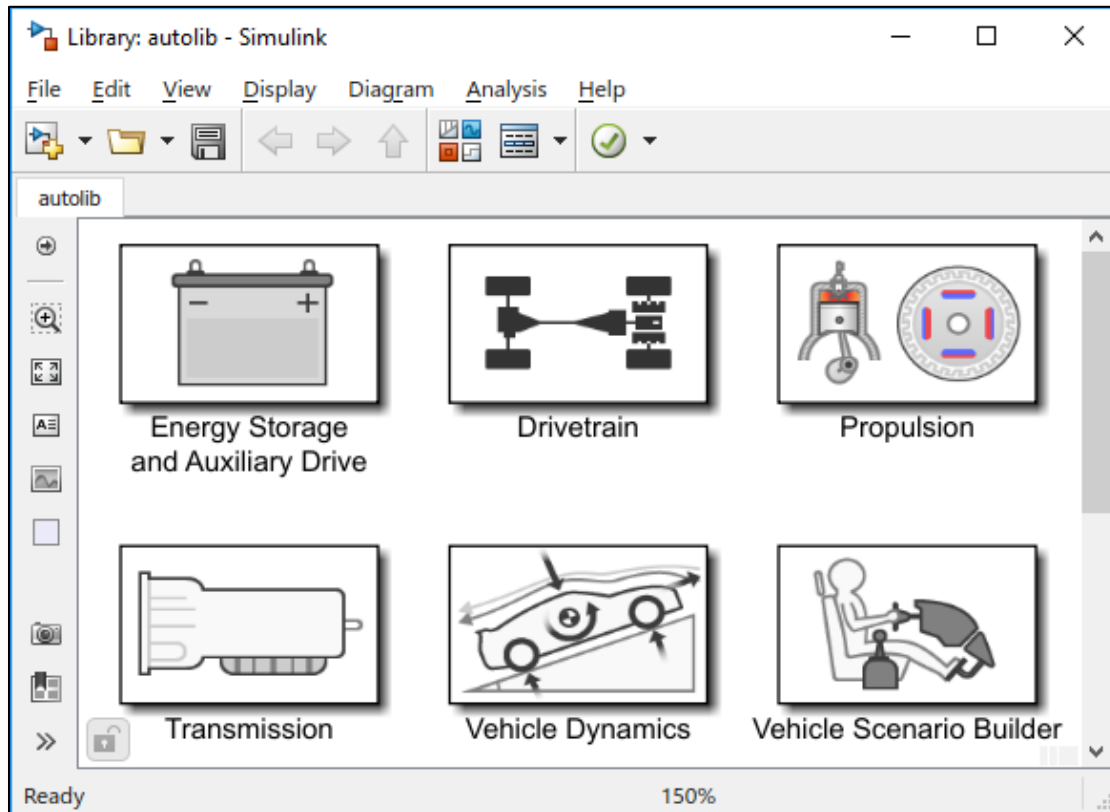 Library: autolib - Simulink
File Edit View Display Diagram Analysis Help
autolib
Energy Storage
and Auxiliary Drive
Drivetrain
Propulsion
Transmission
Vehicle Dynamics
Vehicle Scenario Builder
Ready
150%